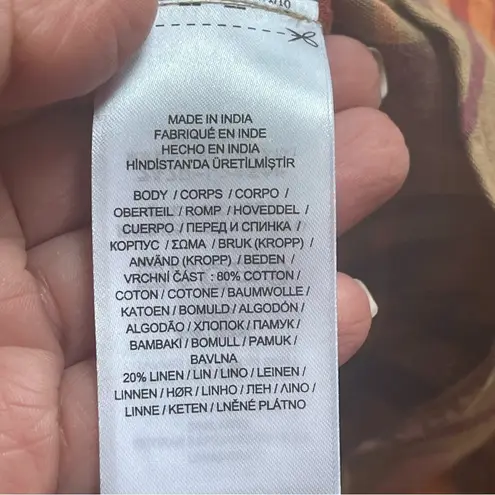 /10
MADE IN INDIA
FABRIQUÉ EN INDE
HECHO EN INDIA
HİNDİSTAN'DA ÜRETİLMİŞTİR
BODY / CORPS / CORPO /
OBERTEIL / ROMP / HOVEDDEL /
CUERPO / ПЕРЕД И СПИНКА /
КОРПУС / ΣΩΜΑ / BRUK (KROPP) /
ANVÄND (KROPP) / BEDEN /
VRCHNÍ ČÁST : 80% COTTON /
COTON / COTONE / BAUMWOLLE /
KATOEN / BOMULD / ALGODÓN /
ALGODÃO / ХЛОПОК / ПАМУК /
BAMBAKI / BOMULL / PAMUK /
BAVLNA
20% LINEN / LIN / LINO / LEINEN /
LINNEN / HØR / LINHO / ЛЕН / ΛΙΝΟ /
LINNE / KETEN / LNĚNÉ PLÁTNO